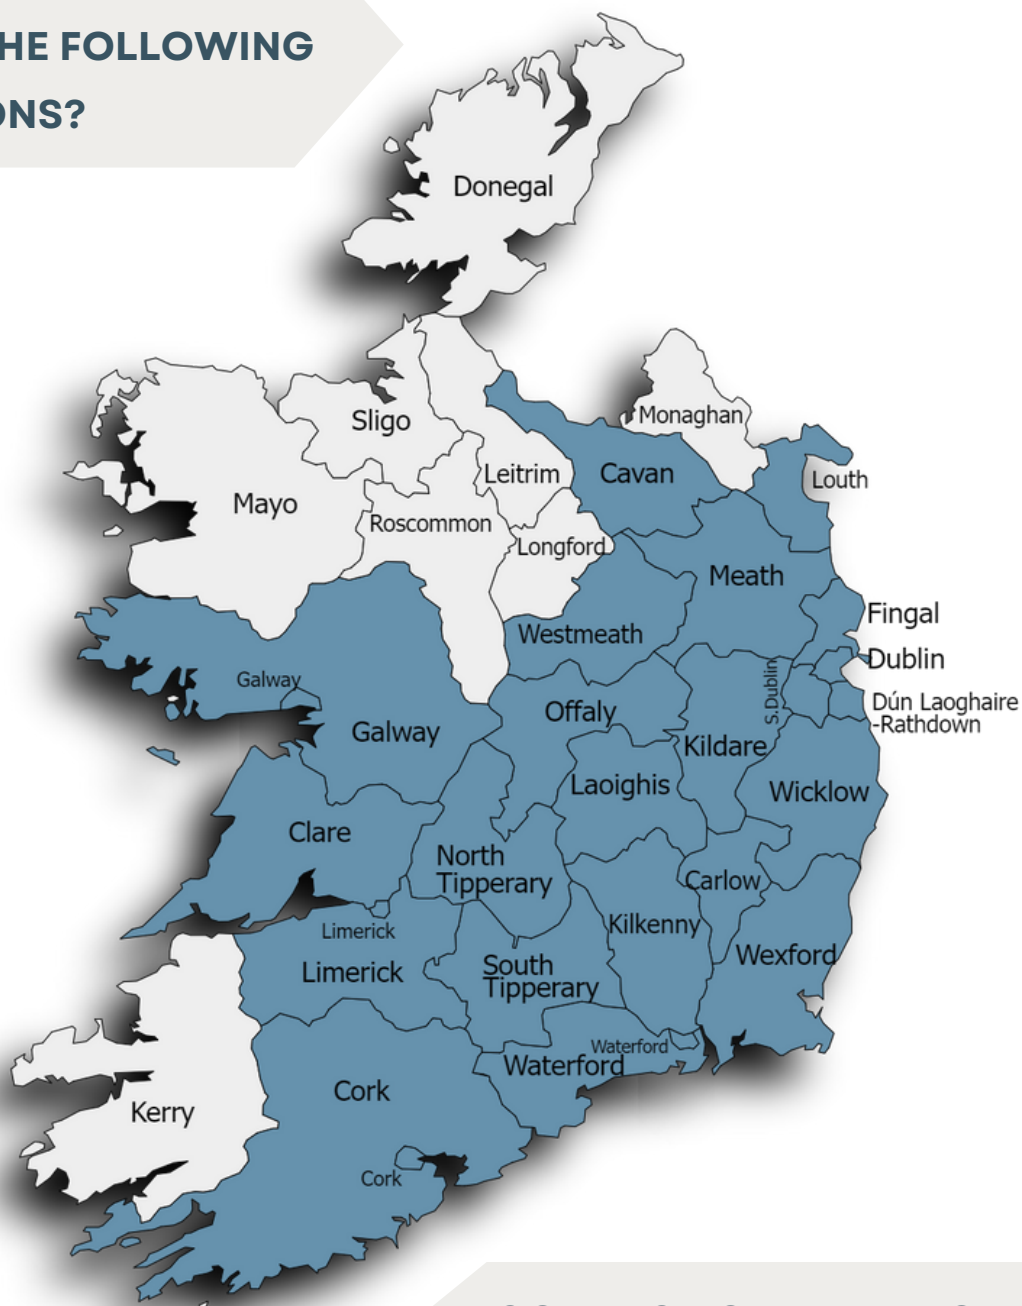 HE FOLLOWING
ONS?
Donegal
Monaghan
Sligo
Leitrim
Cavan
Louth
Mayo
Roscommon
Longford
Meath
Fingal
Westmeath
Dublin
S.Dublin
Galway
Dún Laoghaire
-Rathdown
Offaly
Galway
Kildare
Laoighis
Wicklow
Clare
North
Tipperary
Carlow
Kilkenny
Limerick
Wexford
Limerick
South
Tipperary
Waterford
Waterford
Cork
Kerry
Cork